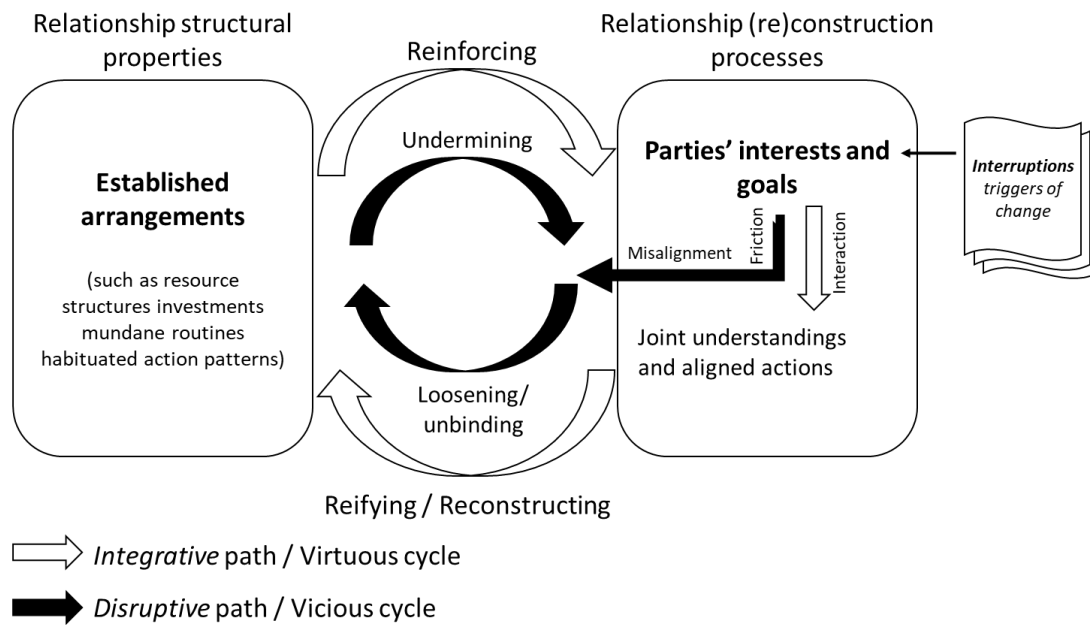 Relationship structural
properties
Relationship (re)construction
processes
Reinforcing
Undermining
Established
arrangements
(such as resource
structures investments
mundane routines
habituated action patterns)
Parties’ interests and
goals
Interruptions
triggers of
change
Misalignment
Friction
Interaction
Joint understandings
and aligned actions
Loosening/
unbinding
Reifying / Reconstructing
Integrative path / Virtuous cycle
Disruptive path / Vicious cycle